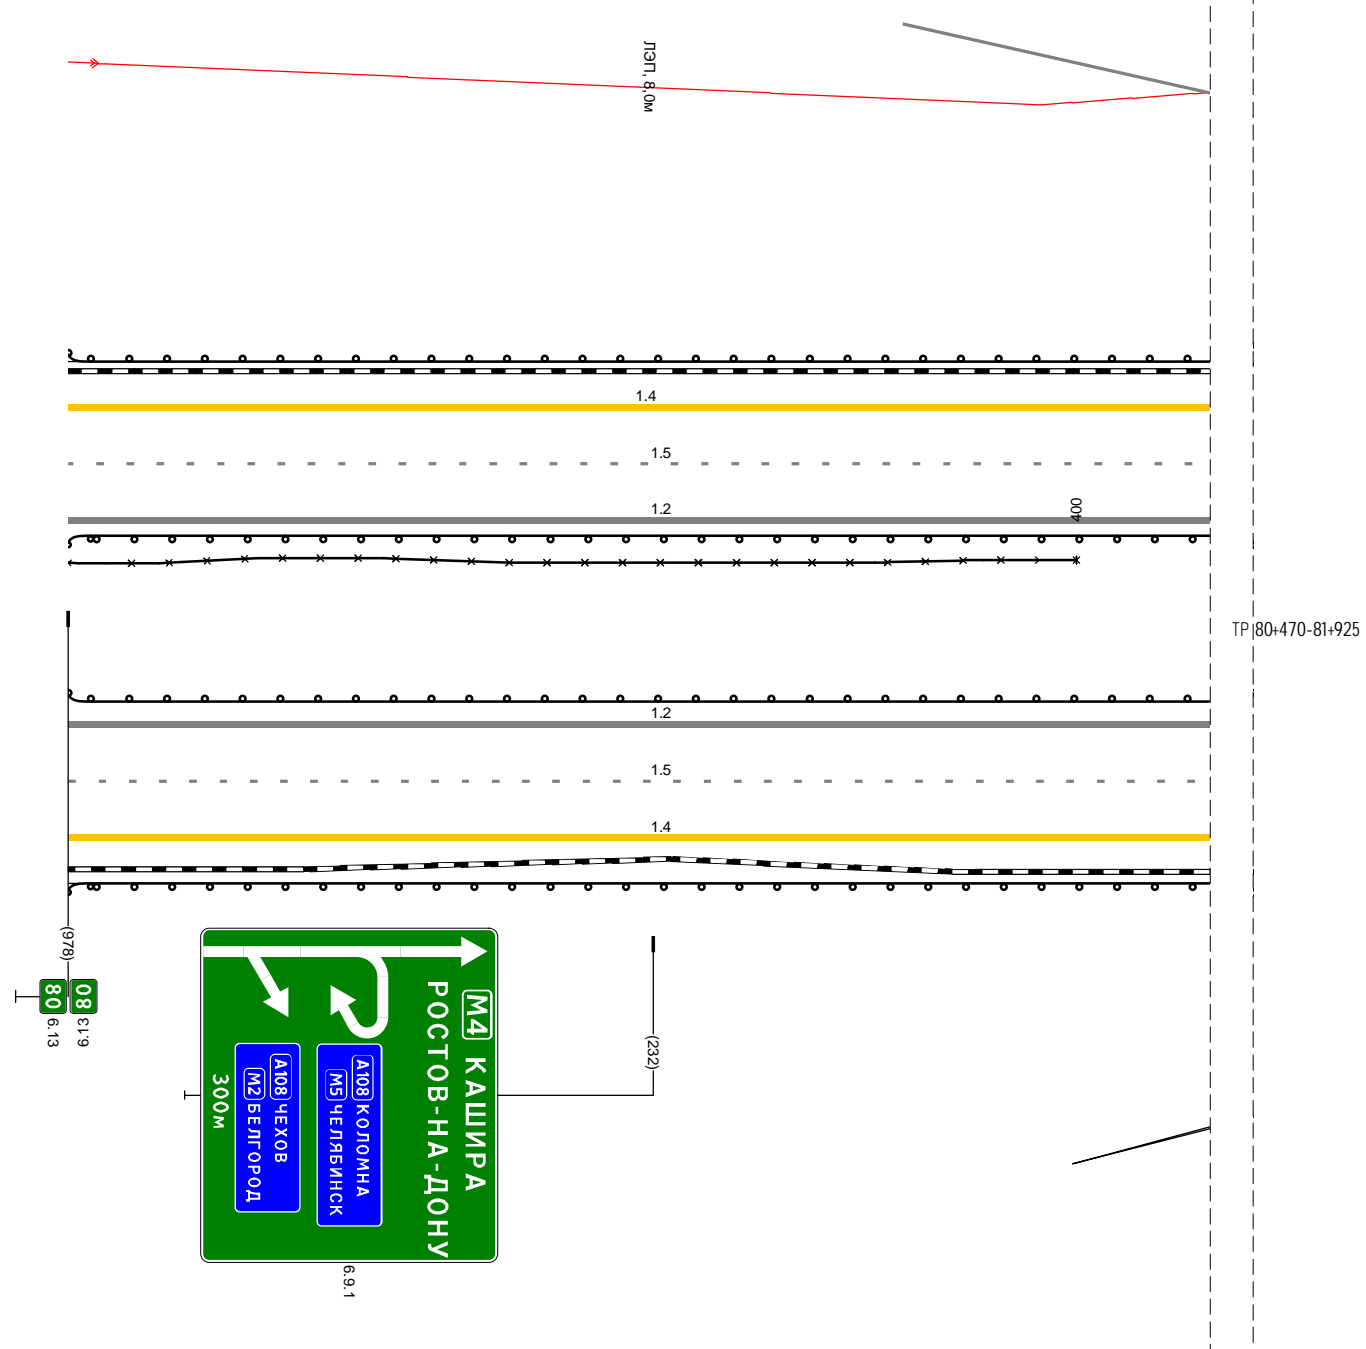 ЛЭП, 8,0м
1.4
1.5
1.2
400
ТР 80+470-81+925
1.2
1.5
1.4
(978)
80
6.13
80
6.13
(232)
М4 КАШИРА
РОСТОВ-НА-ДОНУ
А108 КОЛОМНА
М5 ЧЕЛЯБИНСК
А108 ЧЕХОВ
М2 БЕЛГОРОД
300м
6.9.1